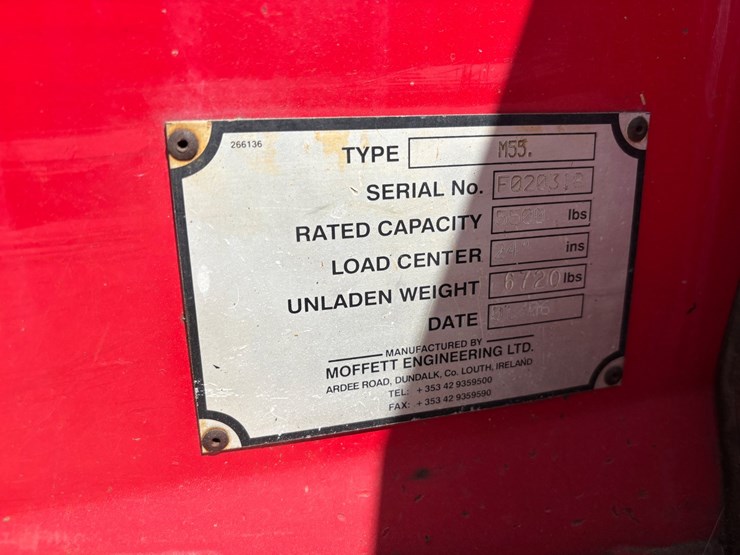 266136
TYPE M55.
SERIAL No.
RATED CAPACITY lbs
LOAD CENTER ins
UNLADEN WEIGHT 6720 lbs
DATE
MANUFACTURED BY
MOFFETT ENGINEERING LTD.
ARDEE ROAD, DUNDALK, Co. LOUTH, IRELAND
TEL: + 353 42 9359500
FAX: + 353 42 9359590